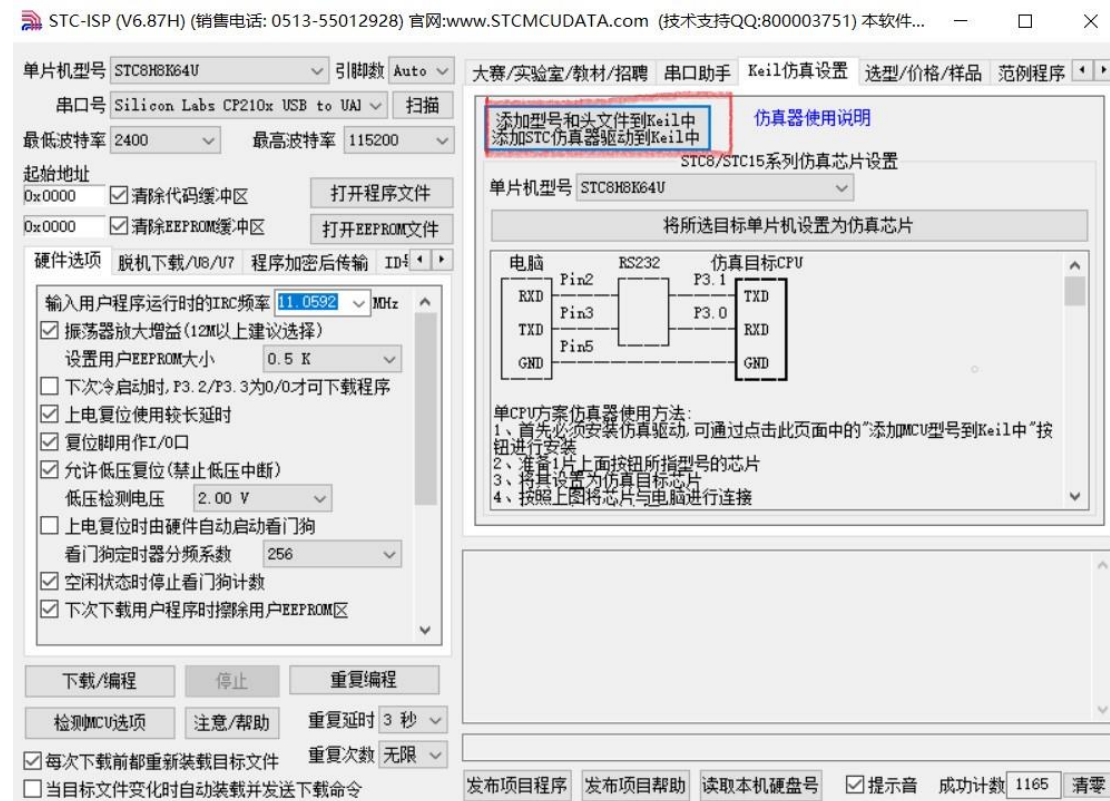 STC-ISP (V6.87H) (销售电话: 0513-55012928) 官网:www.STCMCUDATA.com (技术支持QQ:800003751) 本软件...
单片机型号 STC8H8K64U 引脚数 Auto
串口号 Silicon Labs CP210x USB to UA 扫描
最低波特率 2400 最高波特率 115200
起始地址
0x0000 清除代码缓冲区 打开程序文件
0x0000 清除EEPROM缓冲区 打开EEPROM文件
硬件选项 脱机下载/U8/U7 程序加密后传输
输入用户程序运行时的IRC频率 11.0592 MHz
振荡器放大增益(12M以上建议选择)
设置用户EEPROM大小 0.5 K
下次冷启动时,P3.2/P3.3为0/0才可下载程序
上电复位使用较长延时
复位脚用作I/O口
允许低压复位(禁止低压中断)
低压检测电压 2.00 V
上电复位时由硬件自动启动看门狗
看门狗定时器分频系数 256
空闲状态时停止看门狗计数
下次下载用户程序时擦除用户EEPROM区
下载/编程 停止 重复编程
检测MCU选项 注意/帮助 重复延时 3 秒
每次下载前都重新装载目标文件 重复次数 无限
当目标文件变化时自动装载并发送下载命令
大赛/实验室/教材/招聘 串口助手 Keil仿真设置 选型/价格/样品 范例程序
添加型号和头文件到Keil中
添加STC仿真器驱动到Keil中
仿真器使用说明
STC8/STC15系列仿真芯片设置
单片机型号 STC8H8K64U
将所选目标单片机设置为仿真芯片
电脑 RS232 仿真目标CPU
RXD Pin2 P3.1 TXD
TXD Pin3 P3.0 RXD
GND Pin5 GND
单CPU方案仿真器使用方法:
1、首先必须安装仿真驱动,可通过点击此页面中的"添加MCU型号到Keil中"按
钮进行安装
2、准备1片上面按钮所指型号的芯片
3、将其设置为仿真目标芯片
4、按照上图将芯片与电脑进行连接
发布项目程序 发布项目帮助 读取本机硬盘号 提示音 成功计数 1165 清零